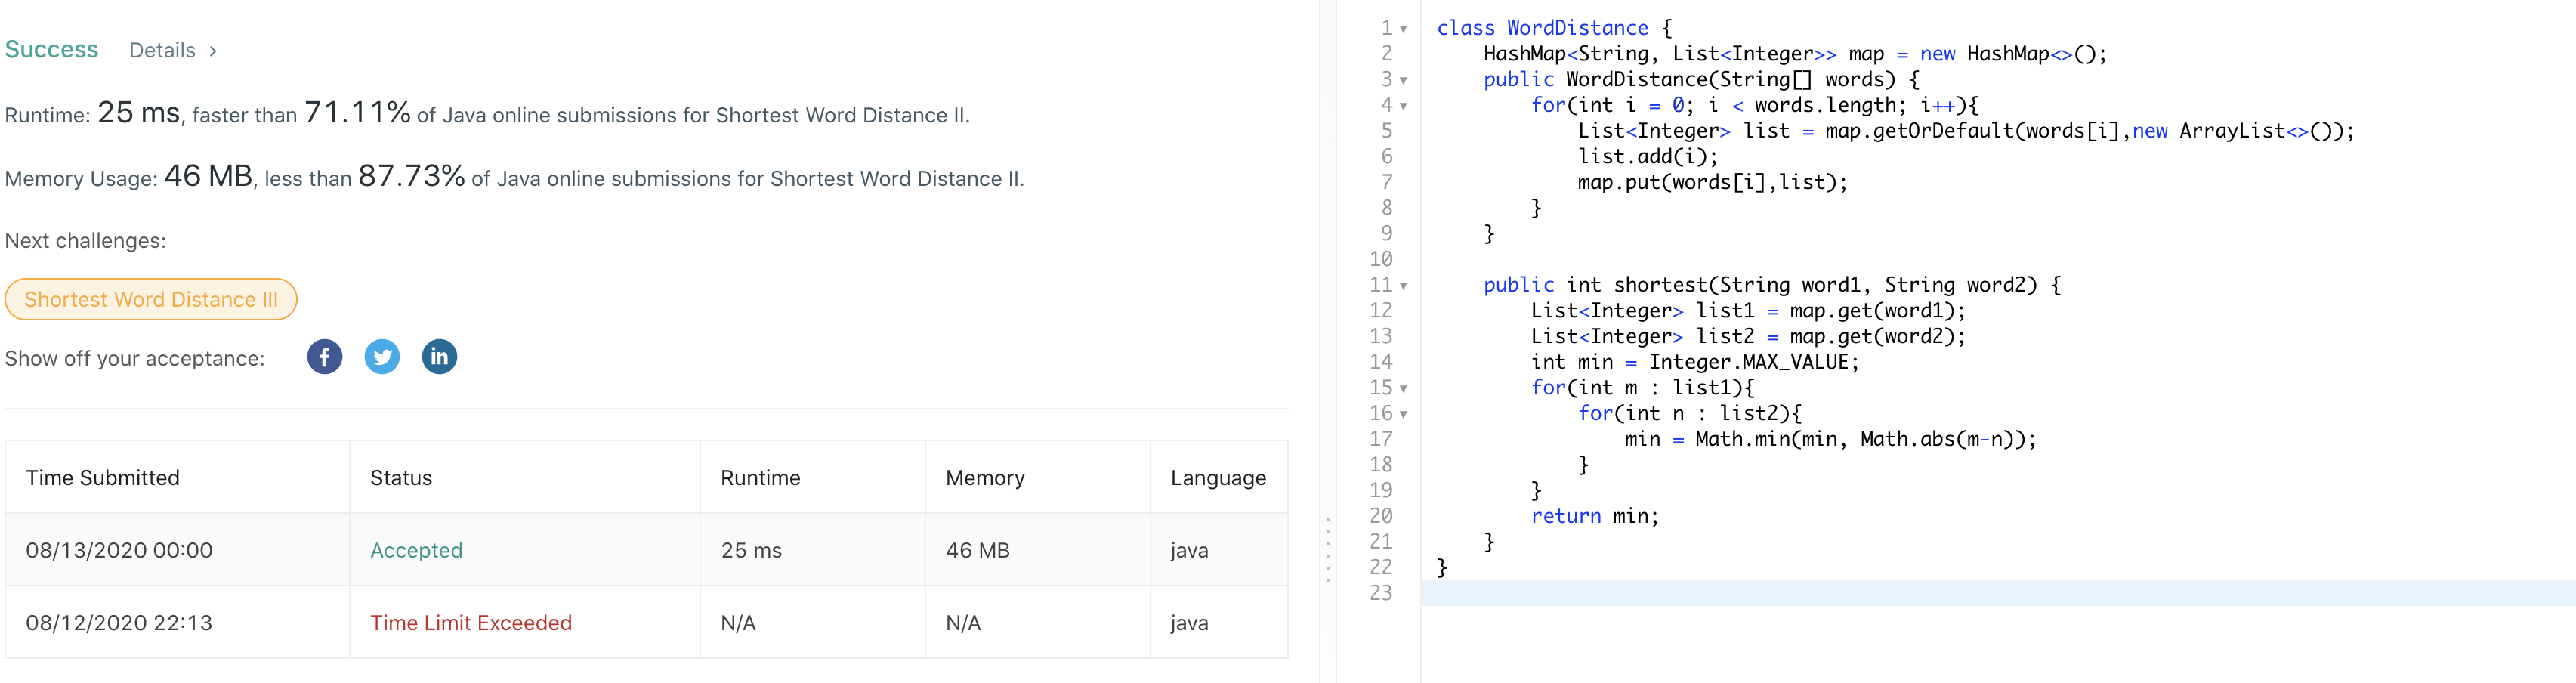 Success Details >
Runtime: 25 ms, faster than 71.11% of Java online submissions for Shortest Word Distance II.
Memory Usage: 46 MB, less than 87.73% of Java online submissions for Shortest Word Distance II.
Next challenges:
Shortest Word Distance III
Show off your acceptance: f in
Time Submitted Status Runtime Memory Language
08/13/2020 00:00 Accepted 25 ms 46 MB java
08/12/2020 22:13 Time Limit Exceeded N/A N/A java
1 class WordDistance {
2     HashMap<String, List<Integer>> map = new HashMap<>();
3     public WordDistance(String[] words) {
4         for(int i = 0; i < words.length; i++){
5             List<Integer> list = map.getOrDefault(words[i],new ArrayList<>());
6             list.add(i);
7             map.put(words[i],list);
8         }
9     }
10
11     public int shortest(String word1, String word2) {
12         List<Integer> list1 = map.get(word1);
13         List<Integer> list2 = map.get(word2);
14         int min = Integer.MAX_VALUE;
15         for(int m : list1){
16             for(int n : list2){
17                 min = Math.min(min, Math.abs(m-n));
18             }
19         }
20         return min;
21     }
22 }
23